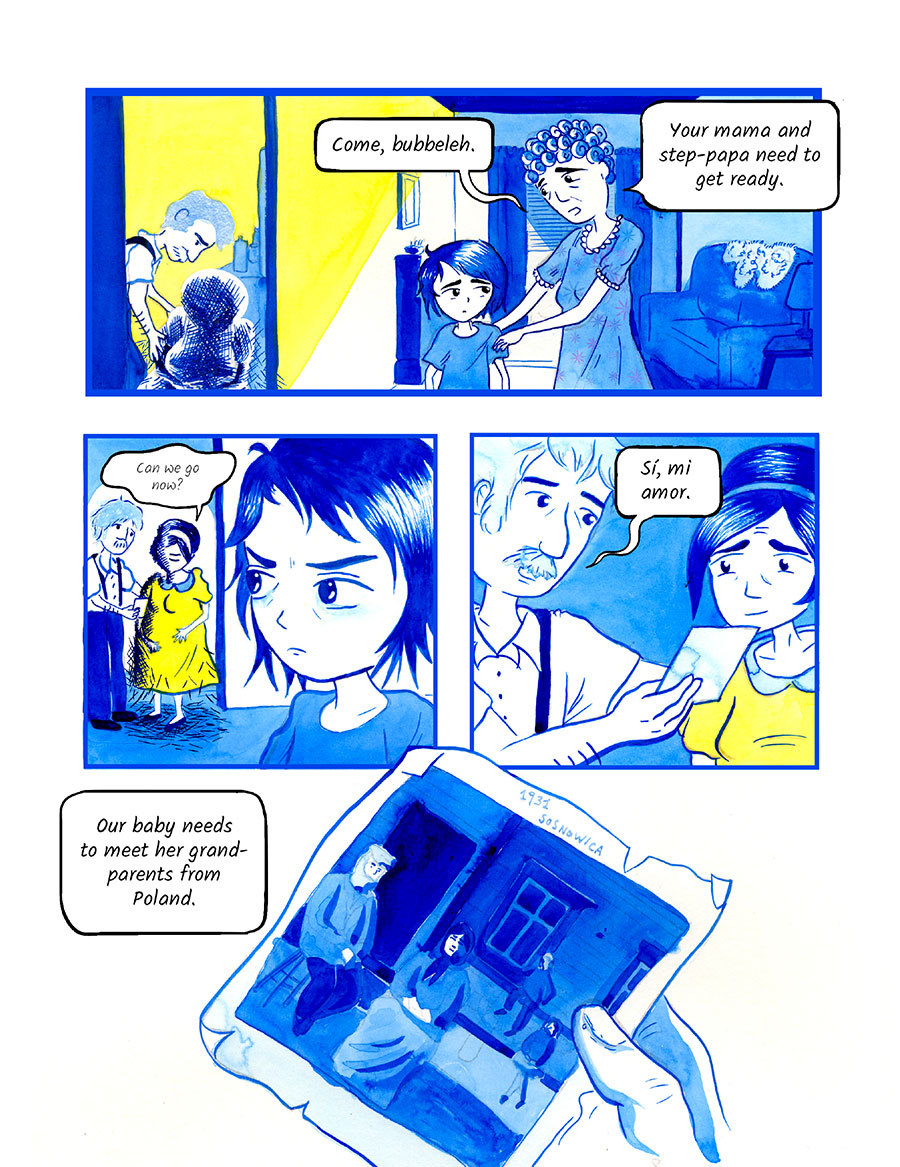 Come, bubbeleh.
Your mama and
step-papa need to
get ready.
Can we go
now?
Sí, mi
amor.
1931
SOSNOWICA
Our baby needs
to meet her grand-
parents from
Poland.